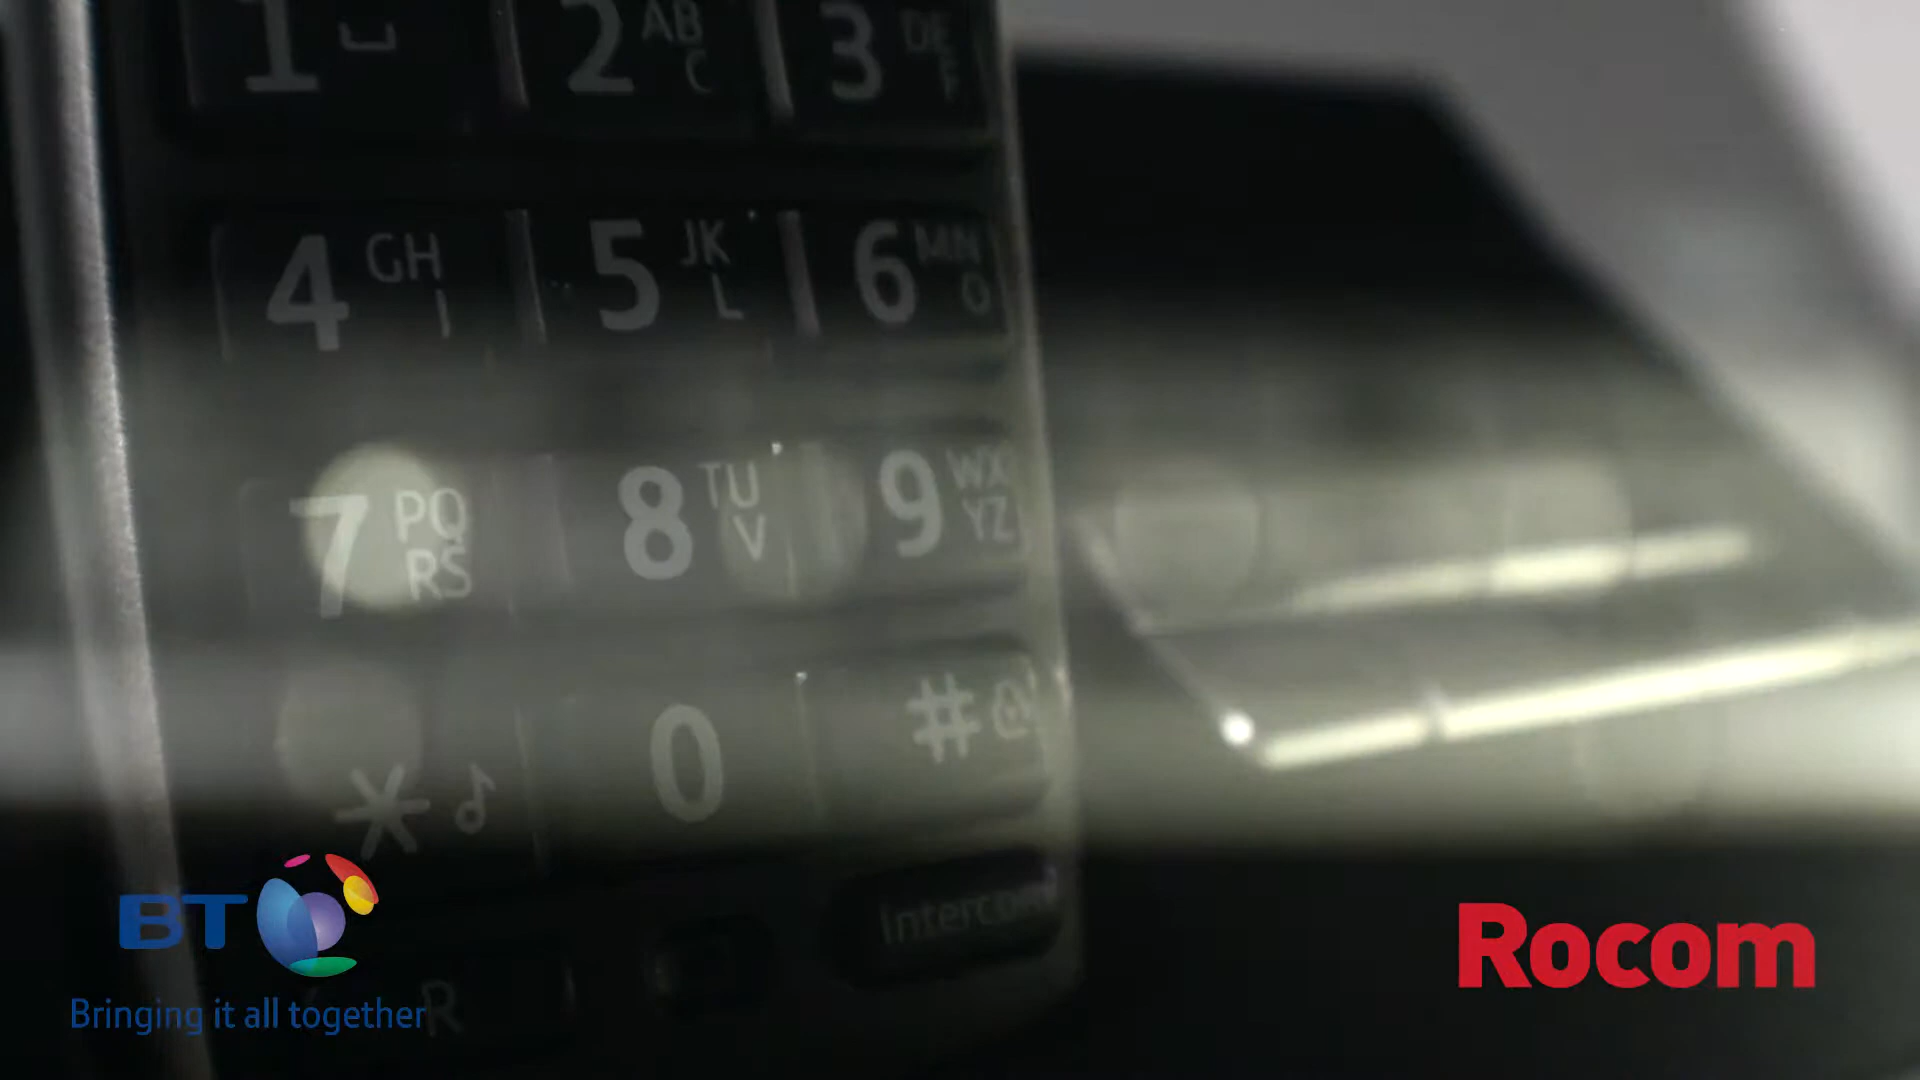 1 2 ABC 3 DEF
4 GHI 5 JKL 6 MNO
7 PQRS 8 TUV 9 WXYZ
* 0 #
Intercom
R
BT
Bringing it all together
Rocom